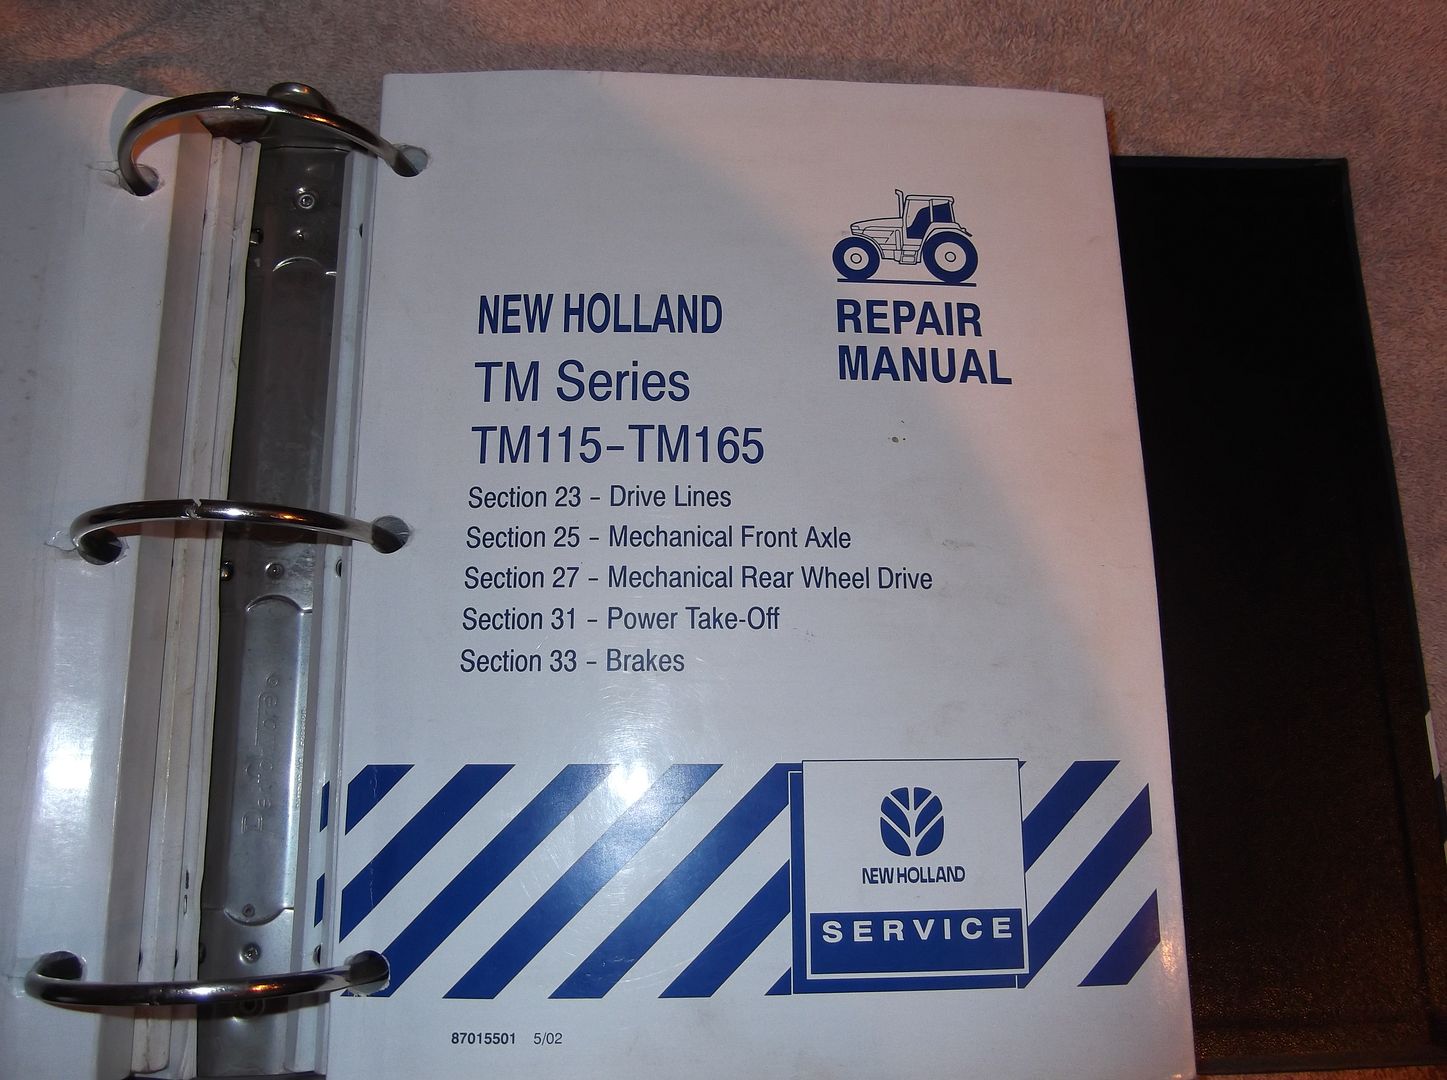 NEW HOLLAND
TM Series
TM115-TM165
REPAIR
MANUAL
Section 23 - Drive Lines
Section 25 - Mechanical Front Axle
Section 27 - Mechanical Rear Wheel Drive
Section 31 - Power Take-Off
Section 33 - Brakes
NEW HOLLAND
SERVICE
87015501 5/02